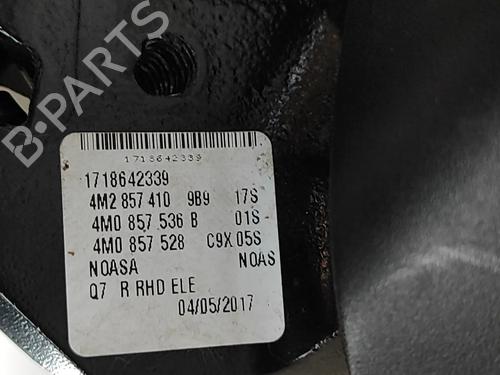 B-PARTS
1718642339
1718642339
4M2 857 410 9B9 17S
4M0 857 536 B 01S
4M0 857 528 C9X 05S
NOASA NOAS
Q7 R RHD ELE
04/05/2017